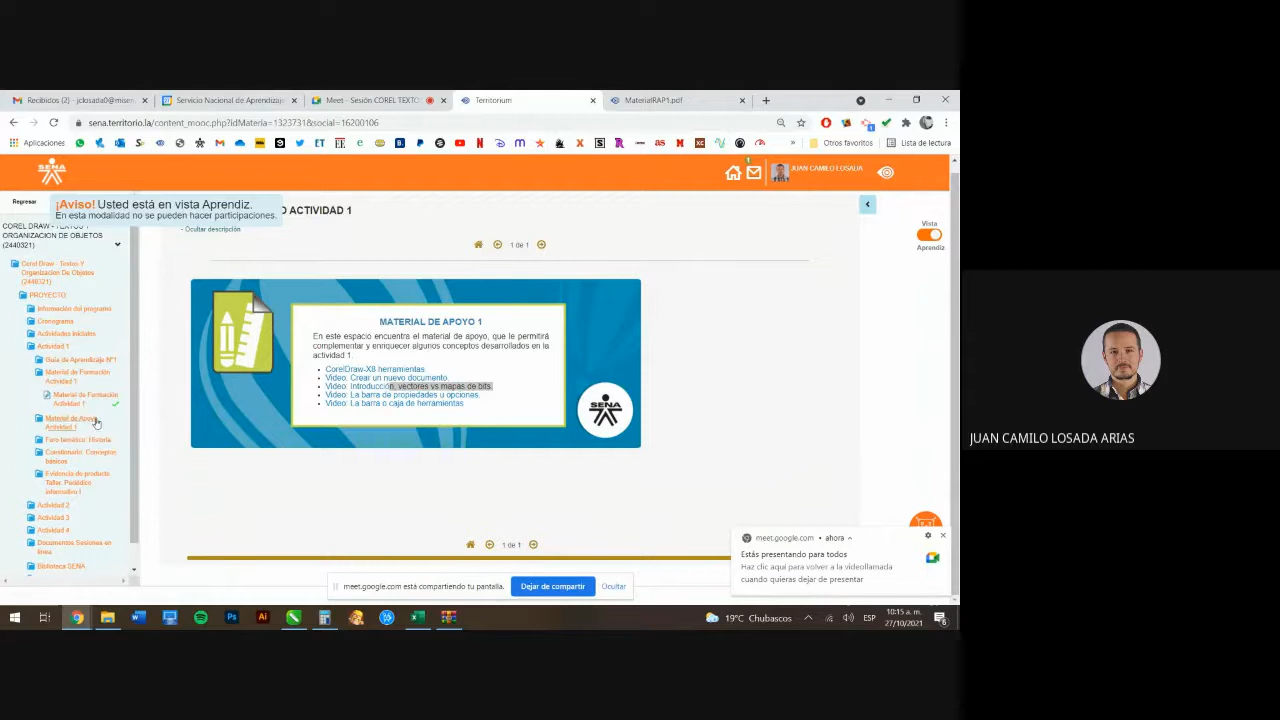 Recibidos (2) - jclosada0@misen
Servicio Nacional de Aprendizaje
Meet - Sesión COREL TEXTO
Territorium
MaterialRAP1.pdf
sena.territorio.la/content_mooc.php?idMateria=1323731&social=16200106
Aplicaciones
Otros favoritos
Lista de lectura
SENA
JUAN CAMILO LOSADA
Regresar
¡Aviso! Usted está en vista Aprendiz.
En esta modalidad no se pueden hacer participaciones.
O ACTIVIDAD 1
- Ocultar descripción
Vista
Aprendiz
1 de 1
COREL DRAW - TEXTOS Y
ORGANIZACION DE OBJETOS
(2440321)
Corel Draw - Textos Y
Organizacion De Objetos
(2440321)
PROYECTO
Información del programa
Cronograma
Actividades Iniciales
Actividad 1
Guía de Aprendizaje N°1
Material de Formación
Actividad 1
Material de Formación
Actividad 1
Material de Apoyo
Actividad 1
Foro temático: Historia.
Cuestionario: Conceptos
básicos
Evidencia de producto
Taller. Periódico
informativo I
Actividad 2
Actividad 3
Actividad 4
Documentos Sesiones en
línea
Biblioteca SENA
MATERIAL DE APOYO 1
En este espacio encuentra el material de apoyo, que le permitirá
complementar y enriquecer algunos conceptos desarrollados en la
actividad 1.
CorelDraw-X8 herramientas
Video: Crear un nuevo documento.
Video: Introducción, vectores vs mapas de bits.
Video: La barra de propiedades u opciones.
Video: La barra o caja de herramientas
SENA
1 de 1
meet.google.com • ahora
Estás presentando para todos
Haz clic aquí para volver a la videollamada
cuando quieras dejar de presentar
meet.google.com está compartiendo tu pantalla.
Dejar de compartir
Ocultar
19°C Chubascos
ESP
10:15 a. m.
27/10/2021
JUAN CAMILO LOSADA ARIAS